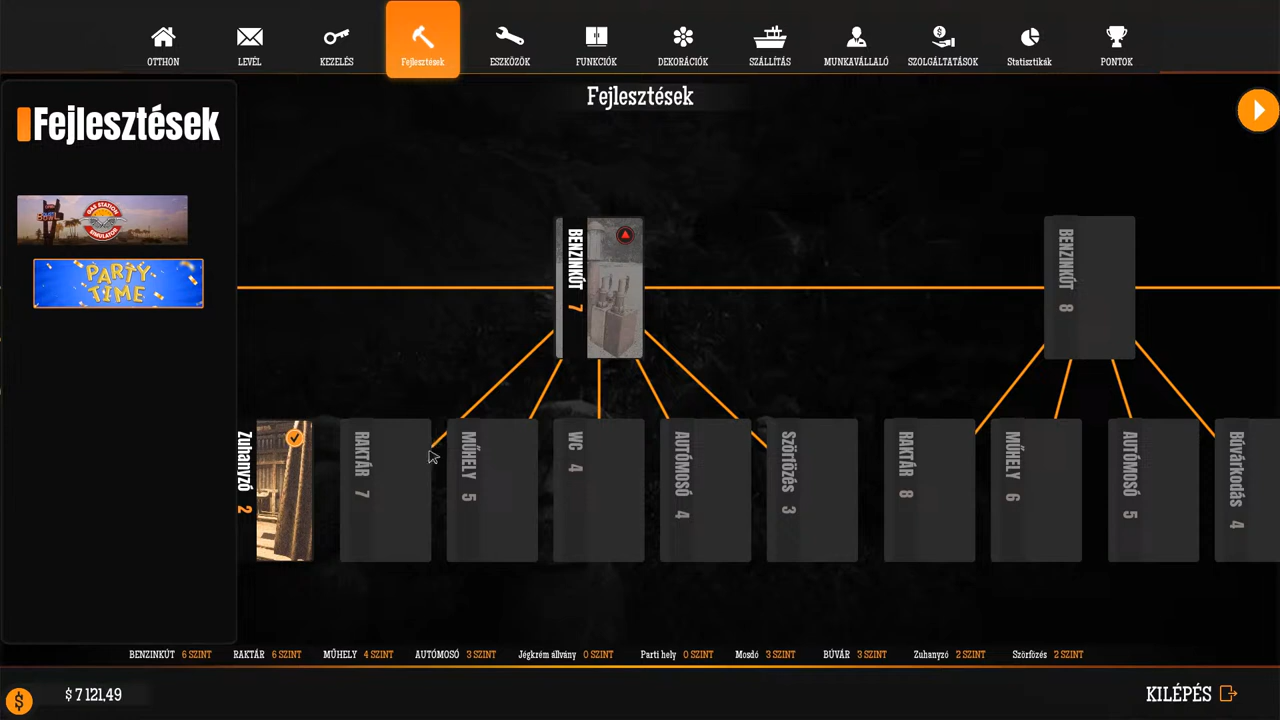 OTTHON
LEVÉL
KEZELÉS
Fejlesztések
ESZKÖZÖK
FUNKCIÓK
DEKORÁCIÓK
SZÁLLÍTÁS
MUNKAVÁLLALÓ
SZOLGÁLTATÁSOK
Statisztikák
PONTOK
Fejlesztések
Fejlesztések
GAS STATION
SIMULATOR
PARTY
TIME
BENZINKÚT 7
BENZINKÚT 8
Zuhanyzó 2
RAKTÁR 7
MŰHELY 5
WC 4
AUTÓMOSÓ 4
Szörfözés 3
RAKTÁR 8
MŰHELY 6
AUTÓMOSÓ 5
Búvárkodás 4
BENZINKÚT 6 SZINT RAKTÁR 6 SZINT MŰHELY 4 SZINT AUTÓMOSÓ 3 SZINT Jégkrém állvány 0 SZINT Parti hely 0 SZINT Mosdó 3 SZINT BÚVÁR 3 SZINT Zuhanyzó 2 SZINT Szörfözés 2 SZINT
$ $ 7 121,49
KILÉPÉS